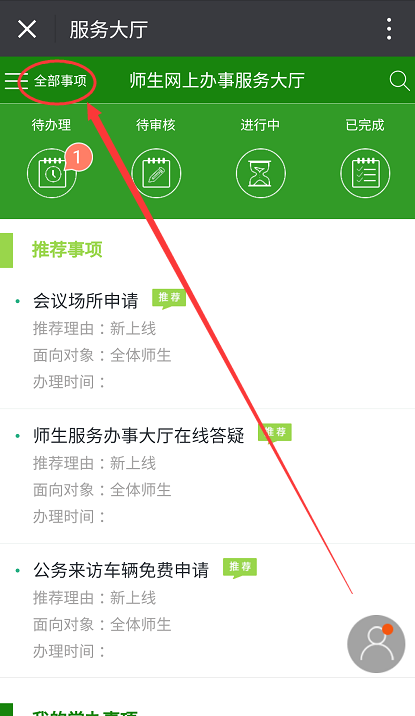 服务大厅
全部事项
师生网上办事服务大厅
待办理
待审核
进行中
已完成
1
推荐事项
会议场所申请
推荐
推荐理由：新上线
面向对象：全体师生
办理时间：
师生服务办事大厅在线答疑
推荐
推荐理由：新上线
面向对象：全体师生
办理时间：
公务来访车辆免费申请
推荐
推荐理由：新上线
面向对象：全体师生
办理时间：